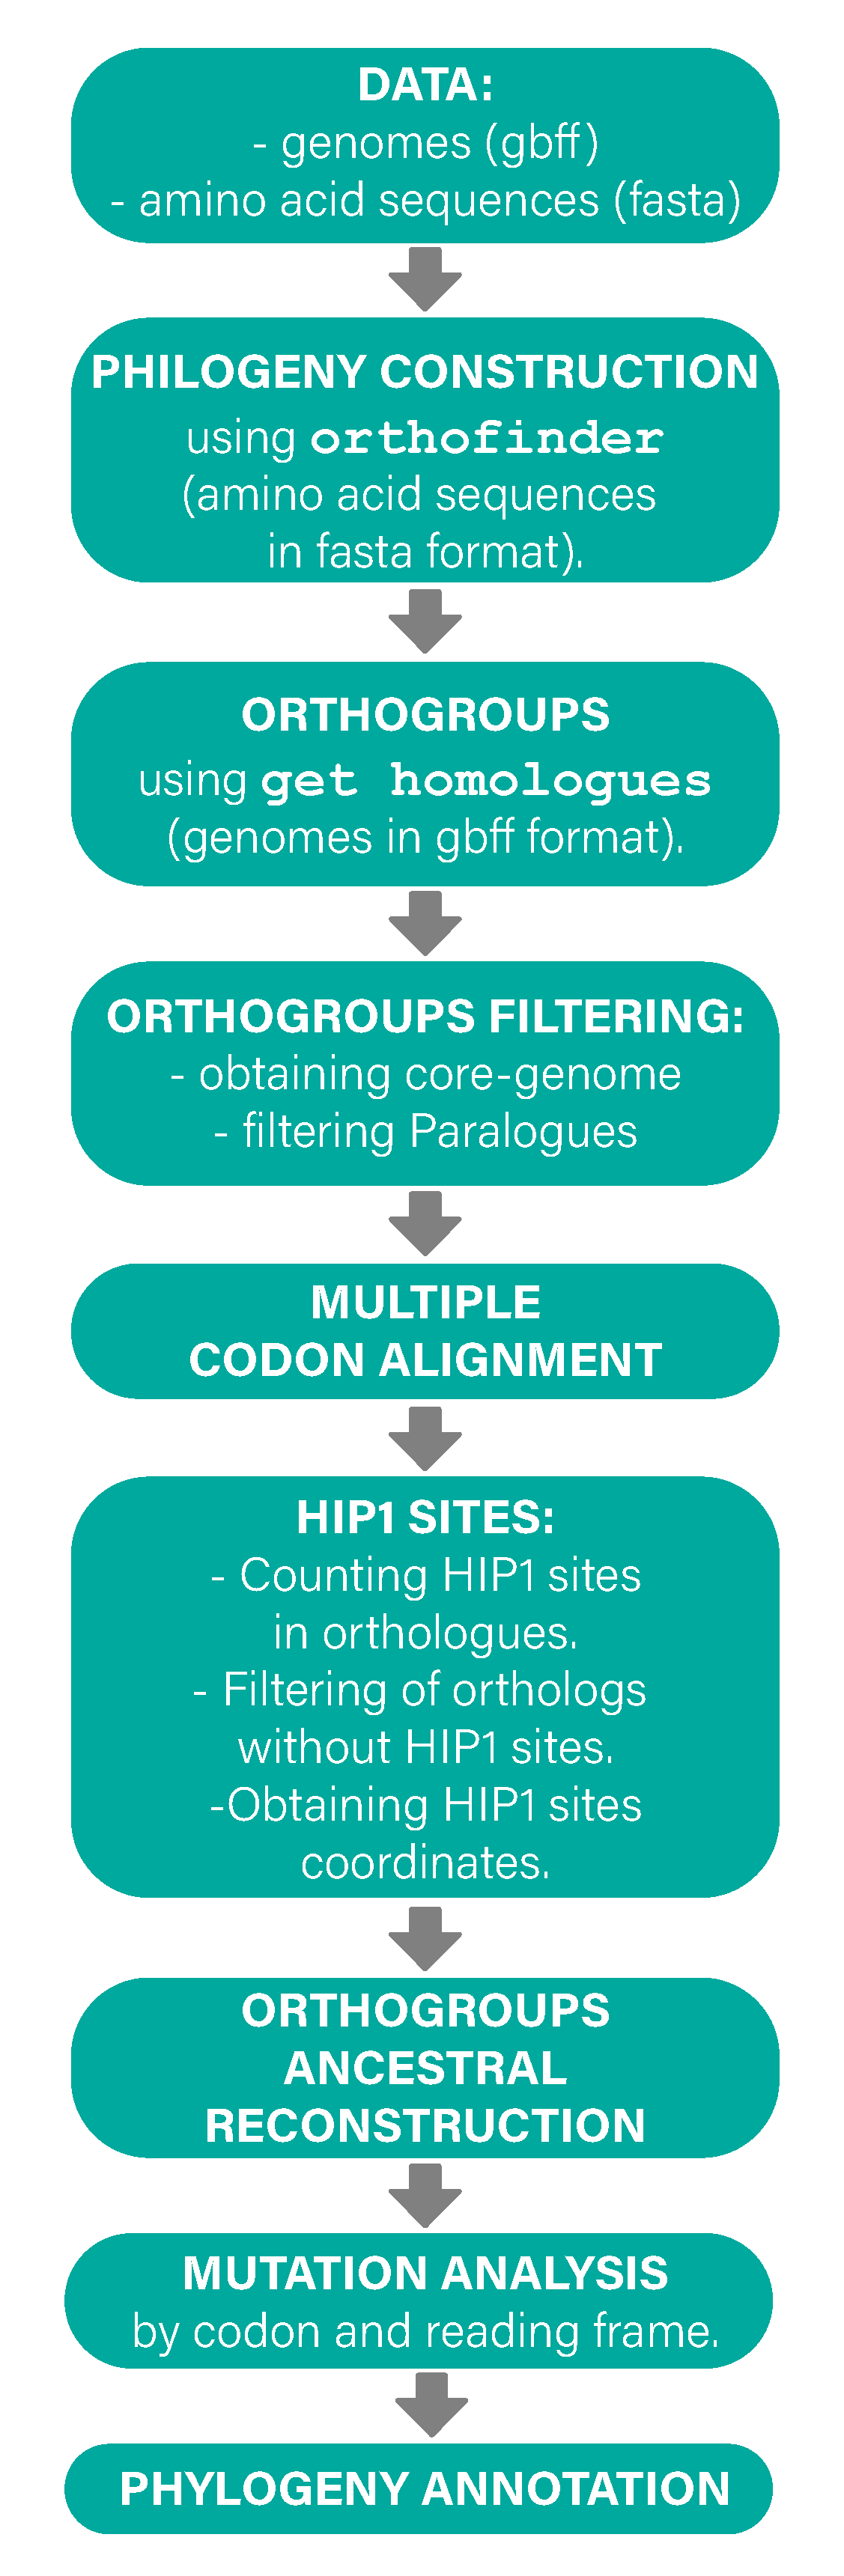 DATA:
- genomes (gbff)
- amino acid sequences (fasta)
PHILOGENY CONSTRUCTION
using orthofinder
(amino acid sequences
in fasta format).
ORTHOGROUPS
using get homologues
(genomes in gbff format).
ORTHOGROUPS FILTERING:
- obtaining core-genome
- filtering Paralogues
MULTIPLE
CODON ALIGNMENT
HIP1 SITES:
- Counting HIP1 sites
in orthologues.
- Filtering of orthologs
without HIP1 sites.
-Obtaining HIP1 sites
coordinates.
ORTHOGROUPS
ANCESTRAL
RECONSTRUCTION
MUTATION ANALYSIS
by codon and reading frame.
PHYLOGENY ANNOTATION